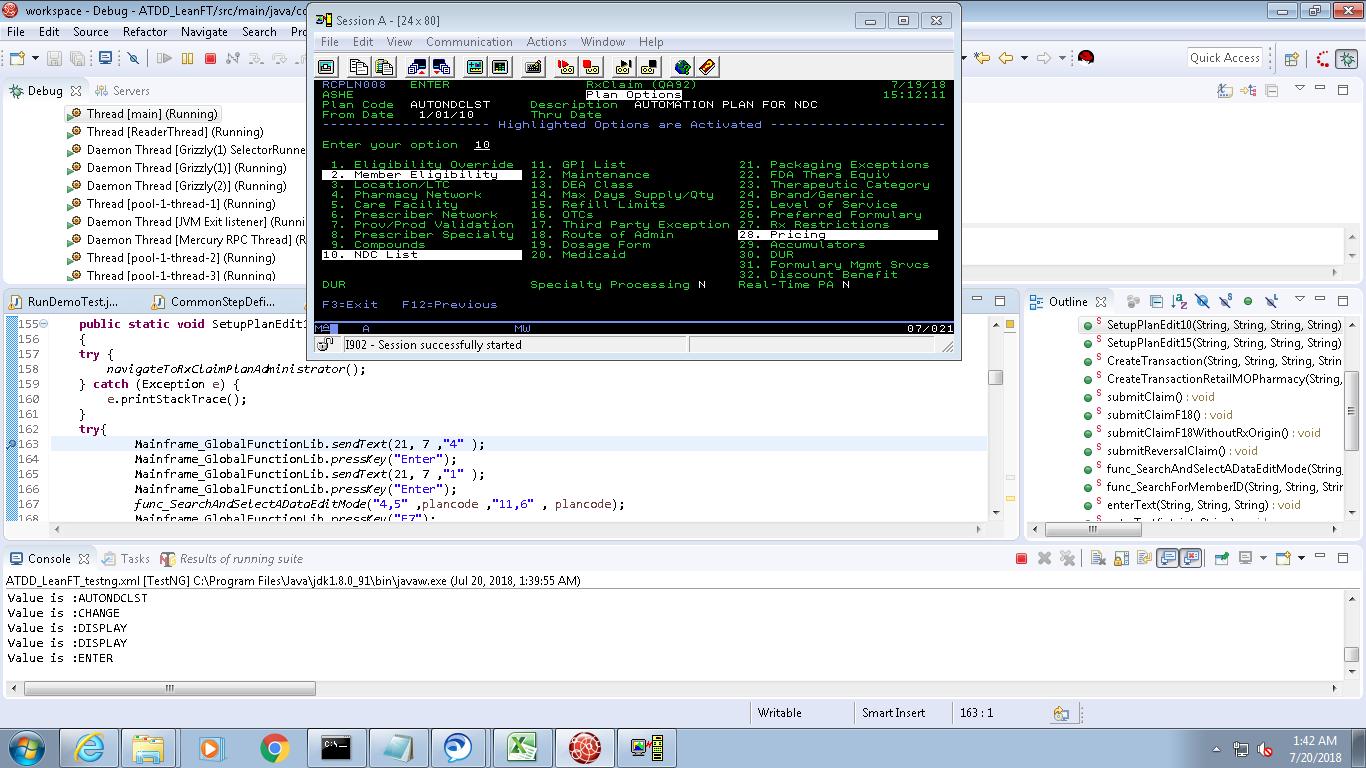 workspace - Debug - ATDD_LeanFT/src/main/java/co
File Edit Source Refactor Navigate Search Pr
Quick Access
Debug Servers
Thread [main] (Running)
Thread [ReaderThread] (Running)
Daemon Thread [Grizzly(1) SelectorRunne
Daemon Thread [Grizzly(1)] (Running)
Daemon Thread [Grizzly(2)] (Running)
Thread [pool-1-thread-1] (Running)
Daemon Thread [JVM Exit listener] (Runni
Daemon Thread [Mercury RPC Thread] (R
Thread [pool-1-thread-2] (Running)
Thread [pool-1-thread-3] (Running)
Session A - [24 x 80]
File Edit View Communication Actions Window Help
RCPLN008 ENTER RxClaim (QA92) 7/19/18
ASHE Plan Options 15:12:11
Plan Code AUTONDCLST Description AUTOMATION PLAN FOR NDC
From Date 1/01/10 Thru Date
Highlighted Options are Activated
Enter your option 10
1. Eligibility Override 11. GPI List 21. Packaging Exceptions
2. Member Eligibility 12. Maintenance 22. FDA Thera Equiv
3. Location/LTC 13. DEA Class 23. Therapeutic Category
4. Pharmacy Network 14. Max Days Supply/Qty 24. Brand/Generic
5. Care Facility 15. Refill Limits 25. Level of Service
6. Prescriber Network 16. OTCs 26. Preferred Formulary
7. Prov/Prod Validation 17. Third Party Exception 27. Rx Restrictions
8. Prescriber Specialty 18. Route of Admin 28. Pricing
9. Compounds 19. Dosage Form 29. Accumulators
10. NDC List 20. Medicaid 30. DUR
31. Formulary Mgmt Srvcs
32. Discount Benefit
DUR Specialty Processing N Real-Time PA N
F3=Exit F12=Previous
MA A MW 07/021
I902 - Session successfully started
RunDemoTest.j... CommonStepDefi...
155 public static void SetupPlanEdit1
156 {
157 try {
158 navigateToRxClaimPlanAdministrator();
159 } catch (Exception e) {
160 e.printStackTrace();
161 }
162 try{
163 Mainframe_GlobalFunctionLib.sendText(21, 7 ,"4" );
164 Mainframe_GlobalFunctionLib.pressKey("Enter");
165 Mainframe_GlobalFunctionLib.sendText(21, 7 ,"1" );
166 Mainframe_GlobalFunctionLib.pressKey("Enter");
167 func_SearchAndSelectADataEditMode("4,5" ,plancode ,"11,6" , plancode);
168 Mainframe_GlobalFunctionLib.pressKey("F7");
Outline
SetupPlanEdit10(String, String, String, String)
SetupPlanEdit15(String, String, String, String)
CreateTransaction(String, String, String, Strin
CreateTransactionRetailMOPharmacy(String,
submitClaim() : void
submitClaimF18() : void
submitClaimF18WithoutRxOrigin() : void
submitReversalClaim() : void
func_SearchAndSelectADataEditMode(String
func_SearchForMemberID(String, String, Strin
enterText(String, String) : void
Console Tasks Results of running suite
ATDD_LeanFT_testng.xml [TestNG] C:\Program Files\Java\jdk1.8.0_91\bin\javaw.exe (Jul 20, 2018, 1:39:55 AM)
Value is :AUTONDCLST
Value is :CHANGE
Value is :DISPLAY
Value is :DISPLAY
Value is :ENTER
Writable Smart Insert 163 : 1
1:42 AM
7/20/2018